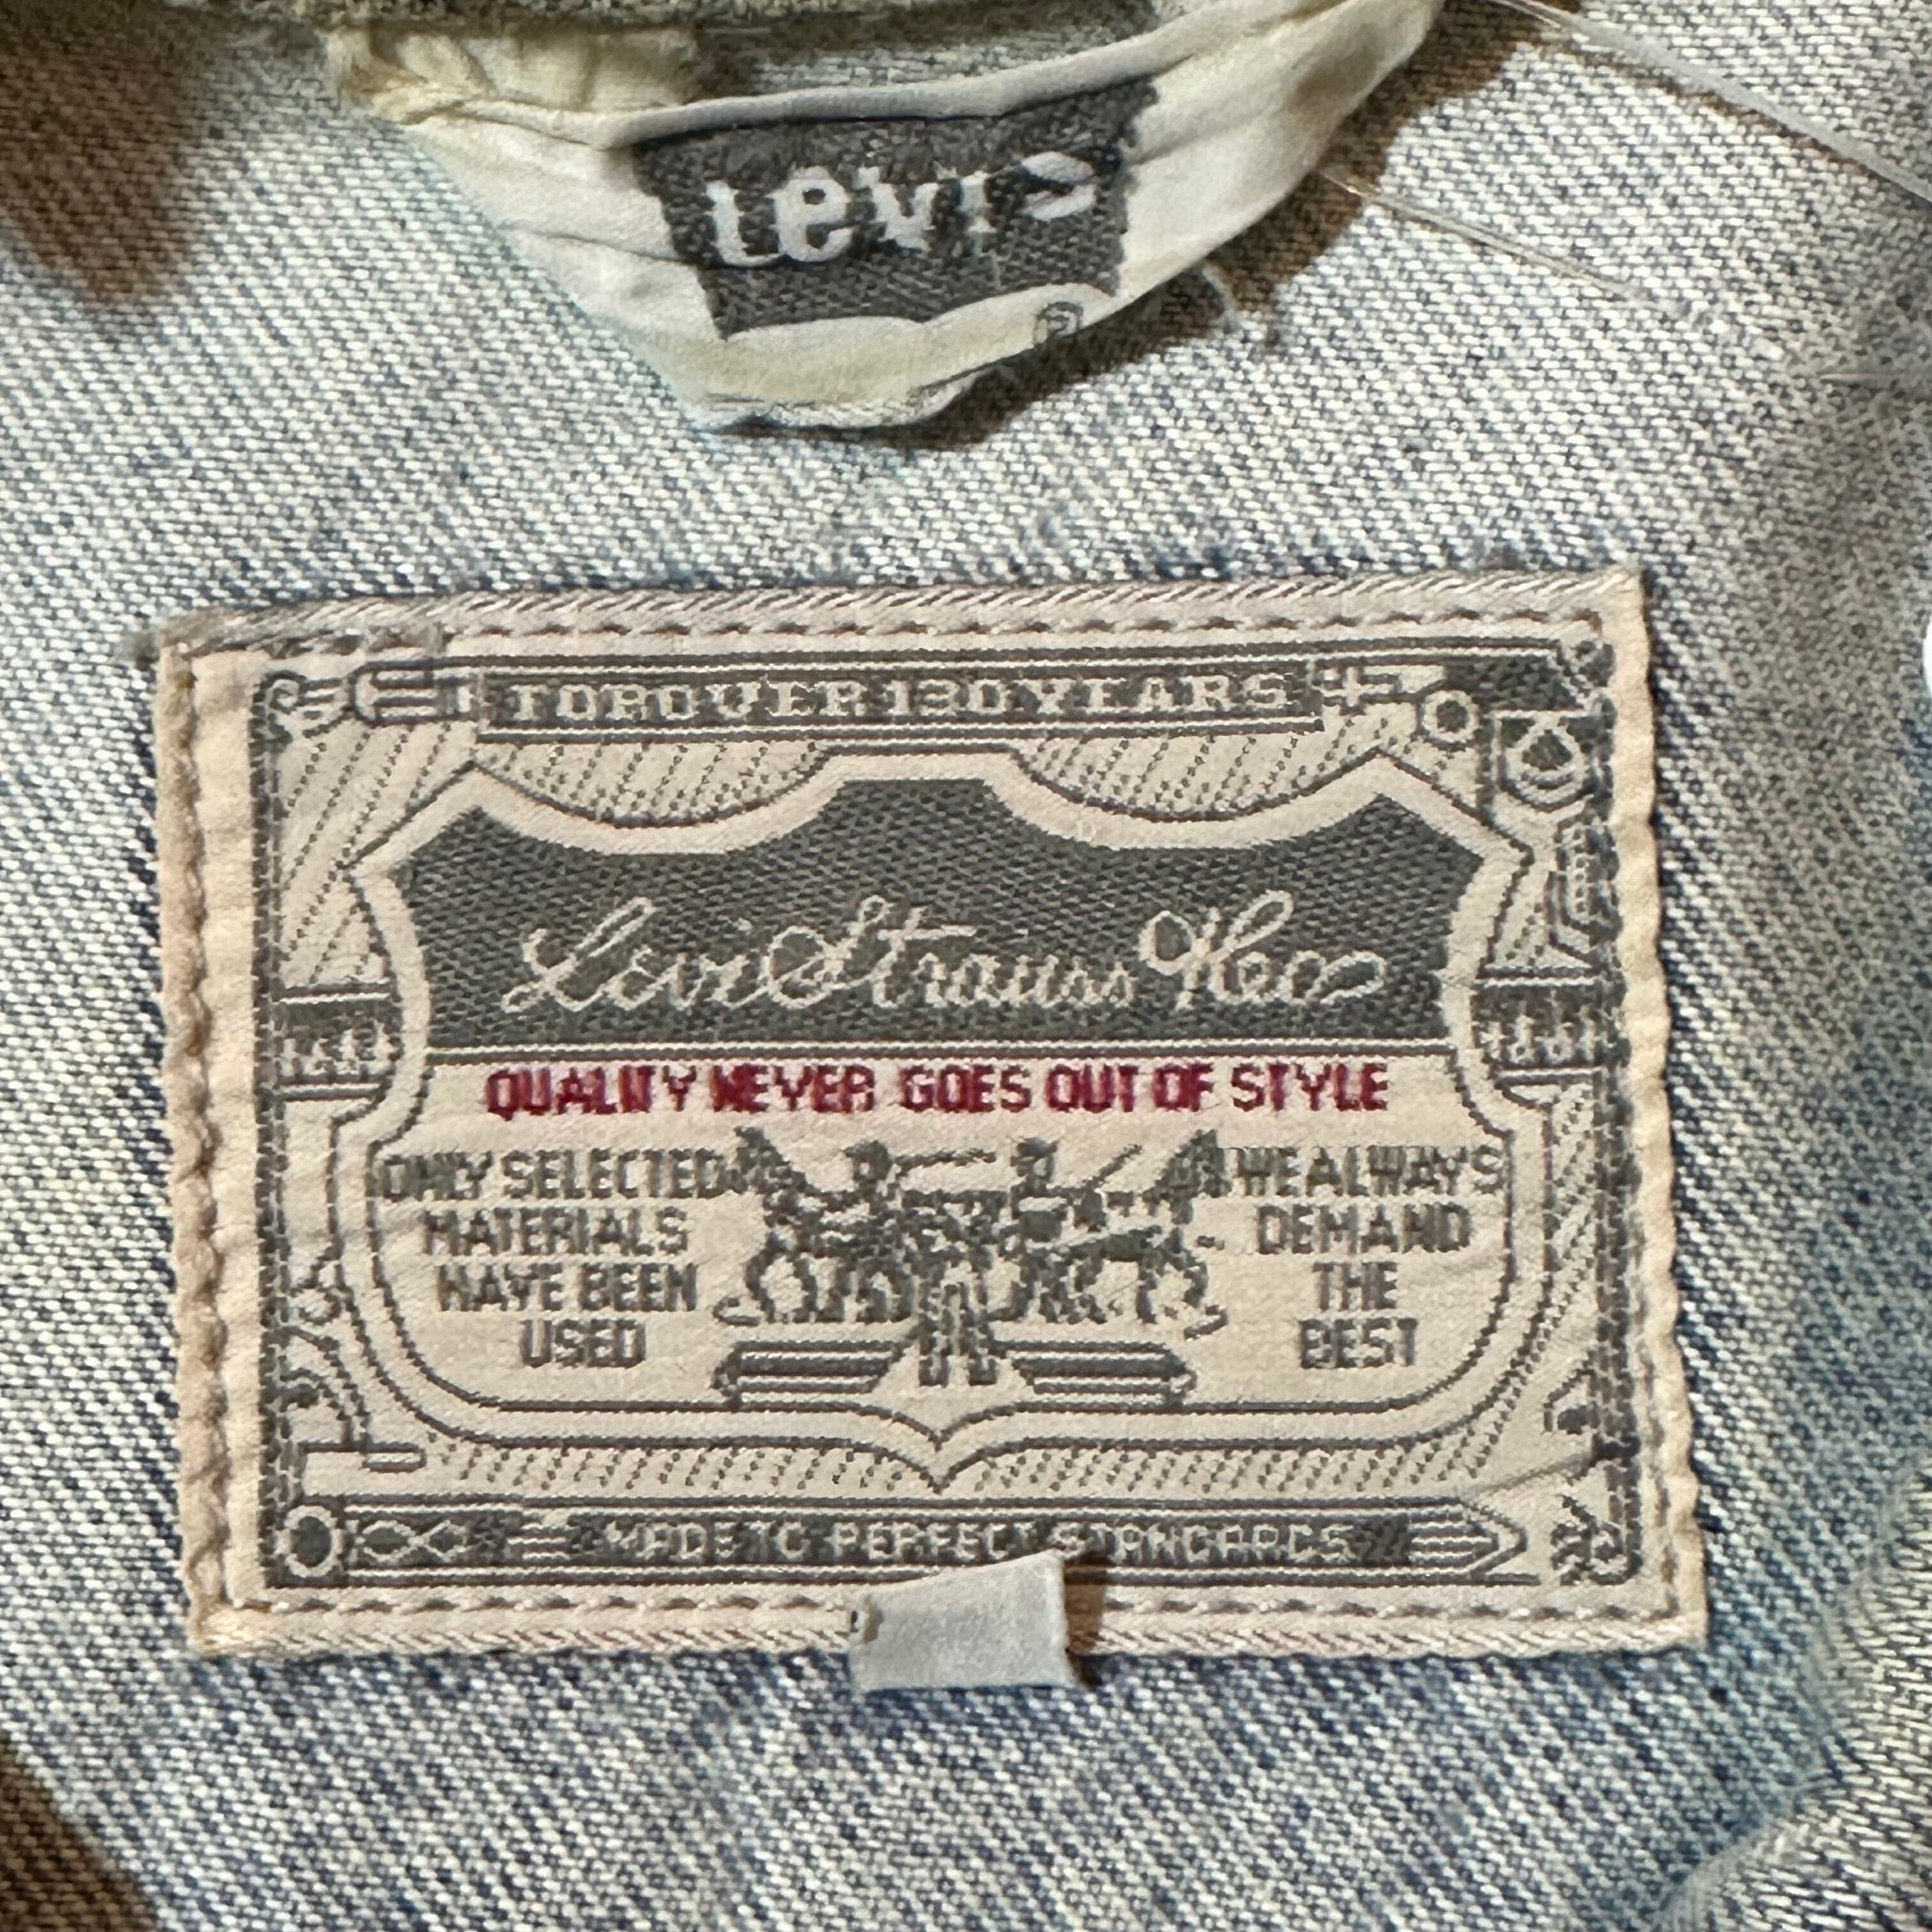 Levi's
®
FOR OVER 130 YEARS
Levi Strauss & Co
QUALITY NEVER GOES OUT OF STYLE
ONLY SELECTED
MATERIALS
HAVE BEEN
USED
WE ALWAYS
DEMAND
THE
BEST
MADE TO PERFECT STANDARDS